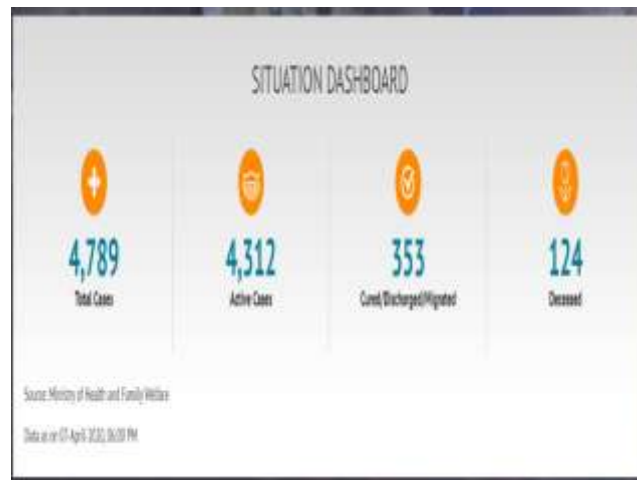 SITUATION DASHBOARD
4,789
Total Cases
4,312
Active Cases
353
Cured/Discharged/Migrated
124
Deceased
Source: Ministry of Health and Family Welfare
Data as on 07-April 2020, 06:00 PM